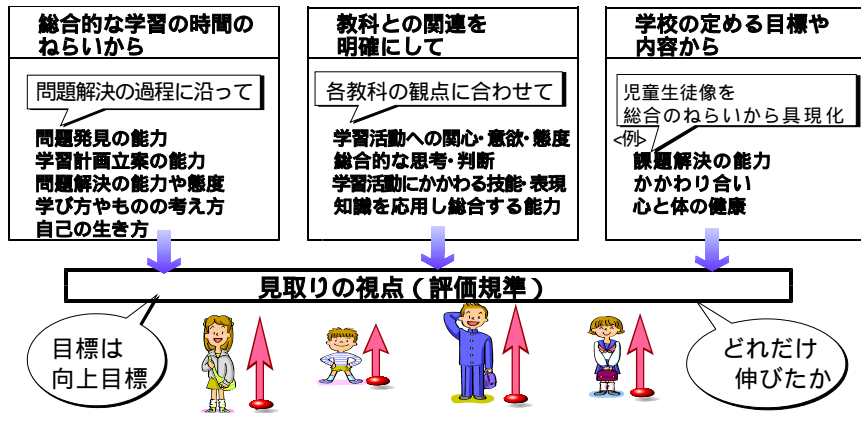 総合的な学習の時間の
ねらいから
問題解決の過程に沿って
問題発見の能力
学習計画立案の能力
問題解決の能力や態度
学び方やものの考え方
自己の生き方
教科との関連を
明確にして
各教科の観点に合わせて
学習活動への関心・意欲・態度
総合的な思考・判断
学習活動にかかわる技能・表現
知識を応用し総合する能力
学校の定める目標や
内容から
児童生徒像を
総合のねらいから具現化
<例>
課題解決の能力
かかわり合い
心と体の健康
見取りの視点(評価規準)
目標は
向上目標
どれだけ
伸びたか